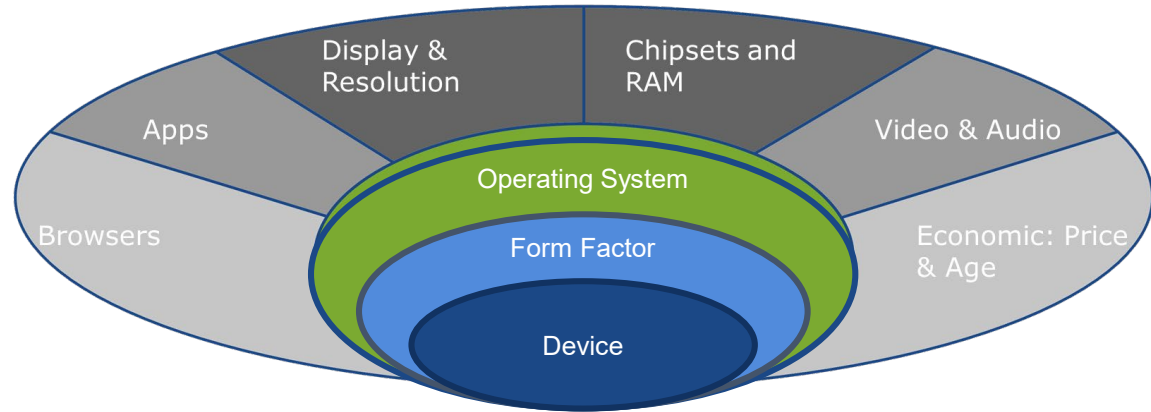 Display &
Resolution
Chipsets and
RAM
Apps
Video & Audio
Operating System
Browsers
Form Factor
Economic: Price
& Age
Device